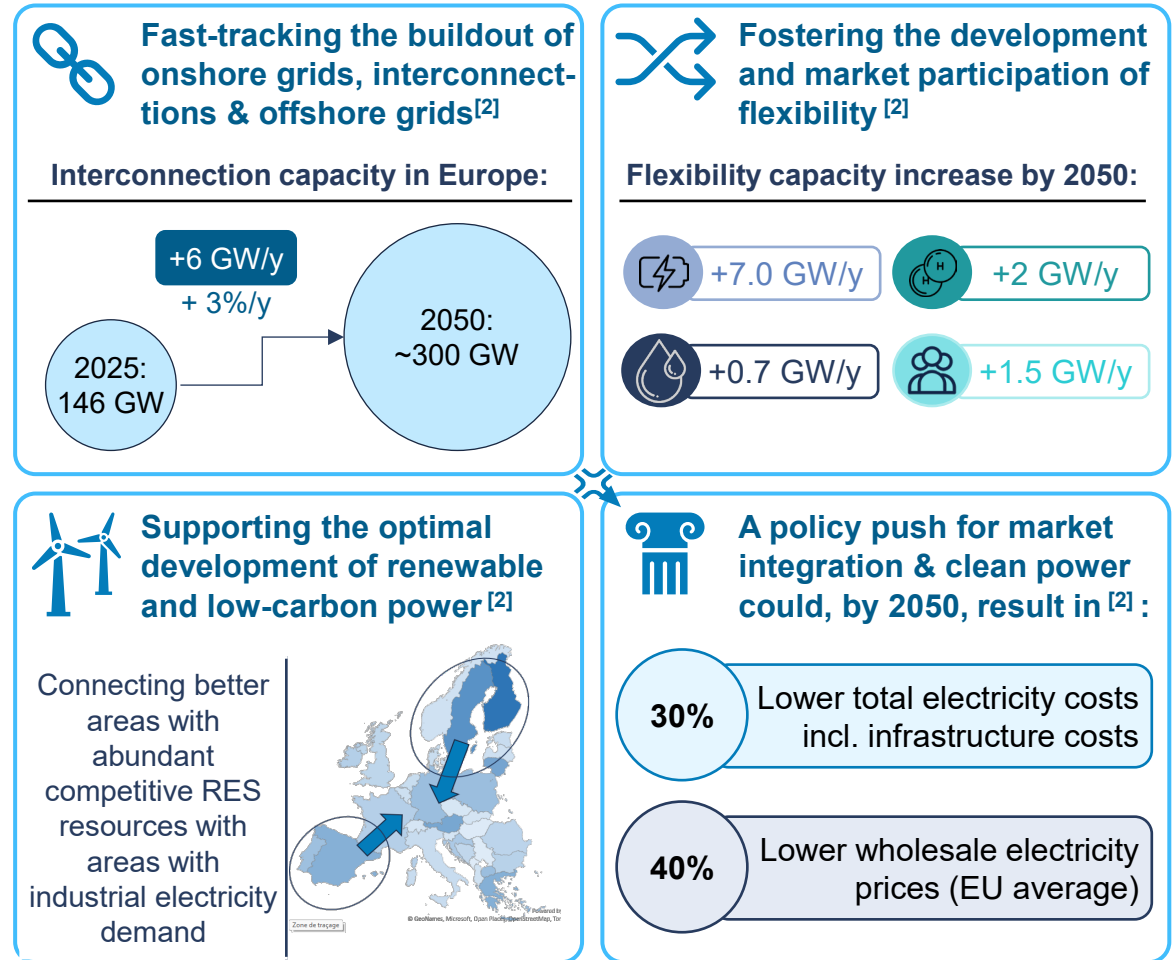 Fast-tracking the buildout of
onshore grids, interconnect-
tions & offshore grids[2]
Interconnection capacity in Europe:
+6 GW/y
+ 3%/y
2025:
146 GW
2050:
~300 GW
Fostering the development
and market participation of
flexibility [2]
Flexibility capacity increase by 2050:
+7.0 GW/y
H
H
+2 GW/y
+0.7 GW/y
+1.5 GW/y
Supporting the optimal
development of renewable
and low-carbon power [2]
Connecting better
areas with
abundant
competitive RES
resources with
areas with
industrial electricity
demand
Powered by
© GeoNames, Microsoft, Open Places, OpenStreetMap, Tom
Zone de traçage
A policy push for market
integration & clean power
could, by 2050, result in [2] :
30%
Lower total electricity costs
incl. infrastructure costs
40%
Lower wholesale electricity
prices (EU average)